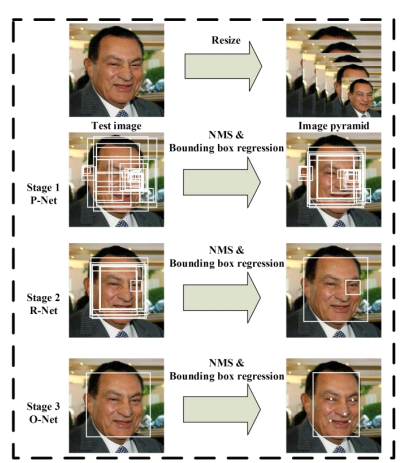 Resize
Test image
Image pyramid
NMS &
Bounding box regression
Stage 1
P-Net
NMS &
Bounding box regression
Stage 2
R-Net
NMS &
Bounding box regression
Stage 3
O-Net